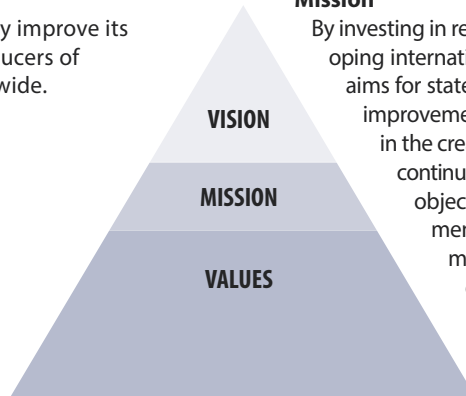 y improve its
ucers of
wide.
Mission
By investing in re
oping internati
aims for state
improveme
in the cre
continu
objec
mer
m
VISION
MISSION
VALUES